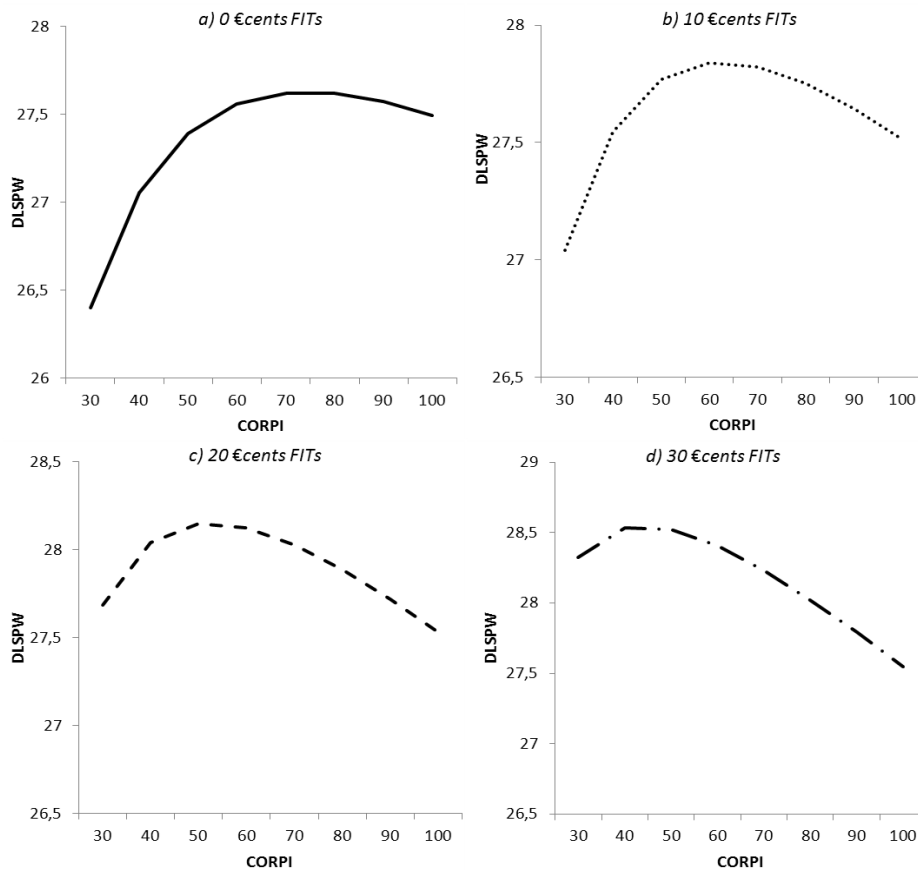 a) 0 €cents FITs
28
27,5
27
26,5
26
DLSPW
30 40 50 60 70 80 90 100
CORPI
b) 10 €cents FITs
28
27,5
27
26,5
DLSPW
30 40 50 60 70 80 90 100
CORPI
c) 20 €cents FITs
28,5
28
27,5
27
26,5
DLSPW
30 40 50 60 70 80 90 100
CORPI
d) 30 €cents FITs
29
28,5
28
27,5
27
26,5
DLSPW
30 40 50 60 70 80 90 100
CORPI